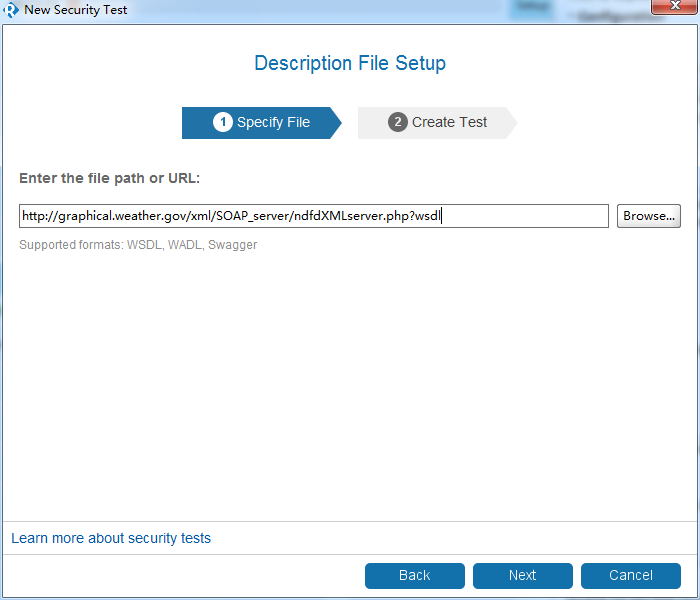 New Security Test
Setup
Configuration
Description File Setup
1 Specify File
2 Create Test
Enter the file path or URL:
http://graphical.weather.gov/xml/SOAP_server/ndfdXMLserver.php?wsdl
Browse...
Supported formats: WSDL, WADL, Swagger
Learn more about security tests
Back
Next
Cancel